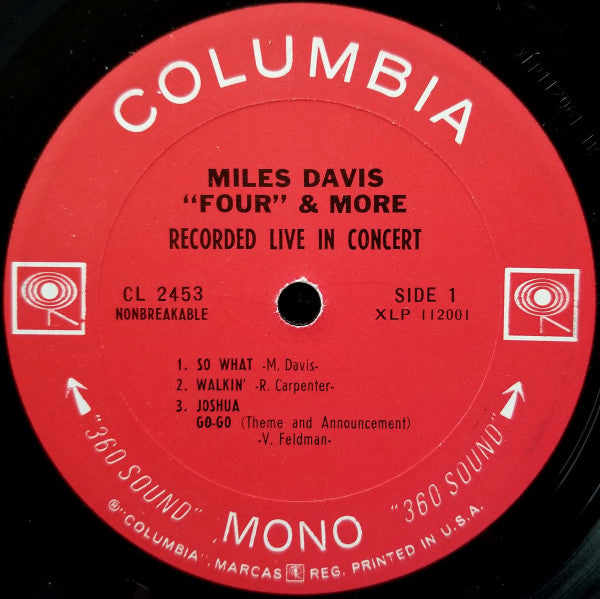 COLUMBIA
MILES DAVIS
"FOUR" & MORE
RECORDED LIVE IN CONCERT
CL 2453
NONBREAKABLE
SIDE 1
XLP 112001
1. SO WHAT -M. Davis-
2. WALKIN' -R. Carpenter-
3. JOSHUA
GO-GO (Theme and Announcement)
-V. Feldman-
"360 SOUND"
MONO
"360 SOUND"
®"COLUMBIA", MARCAS REG. PRINTED IN U.S.A.